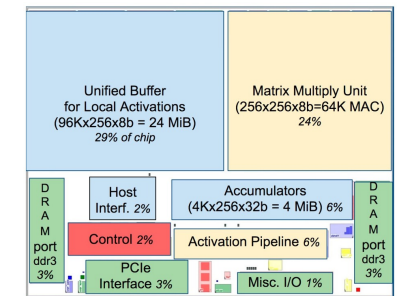 Unified Buffer
for Local Activations
(96Kx256x8b = 24 MiB)
29% of chip
Matrix Multiply Unit
(256x256x8b=64K MAC)
24%
D
R
A
M
port
ddr3
3%
Host
Interf. 2%
Accumulators
(4Kx256x32b = 4 MiB) 6%
D
R
A
M
port
ddr3
3%
Control 2%
Activation Pipeline 6%
PCIe
Interface 3%
Misc. I/O 1%